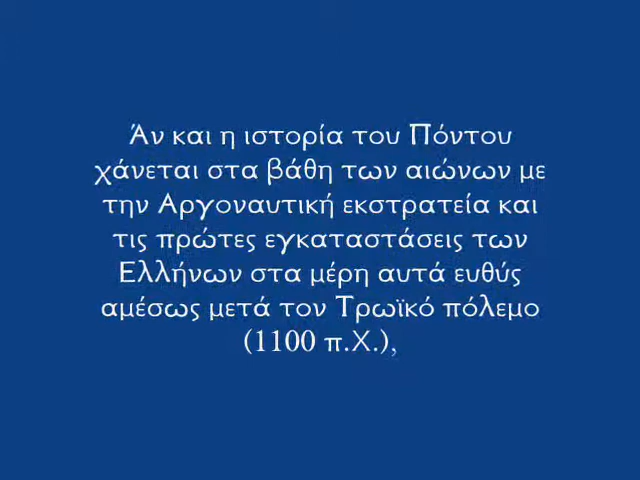 Άν και η ιστορία του Πόντου
χάνεται στα βάθη των αιώνων με
την Αργοναυτική εκστρατεία και
τις πρώτες εγκαταστάσεις των
Ελλήνων στα μέρη αυτά ευθύς
αμέσως μετά τον Τρωϊκό πόλεμο
(1100 π.Χ.),